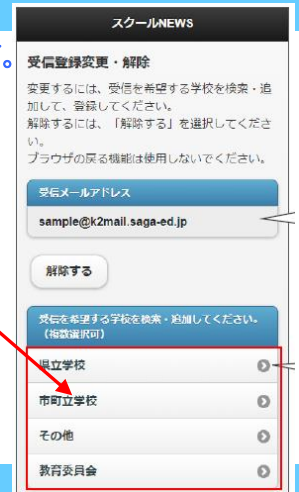 スクールNEWS
。
受信登録変更・解除
変更するには、受信を希望する学校を検索・追
加して、登録してください。
解除するには、「解除する」を選択してくださ
い。
ブラウザの戻る機能は使用しないでください。
受信メールアドレス
sample@k2mail.saga-ed.jp
解除する
受信を希望する学校を検索・追加してください。
（複数選択可）
県立学校
市町立学校
その他
教育委員会